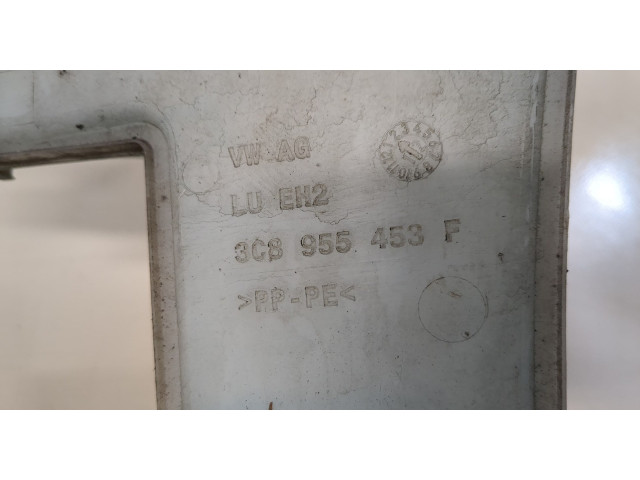 VW AG
LU EH2
3C8 955 453 F
>PP-PE<